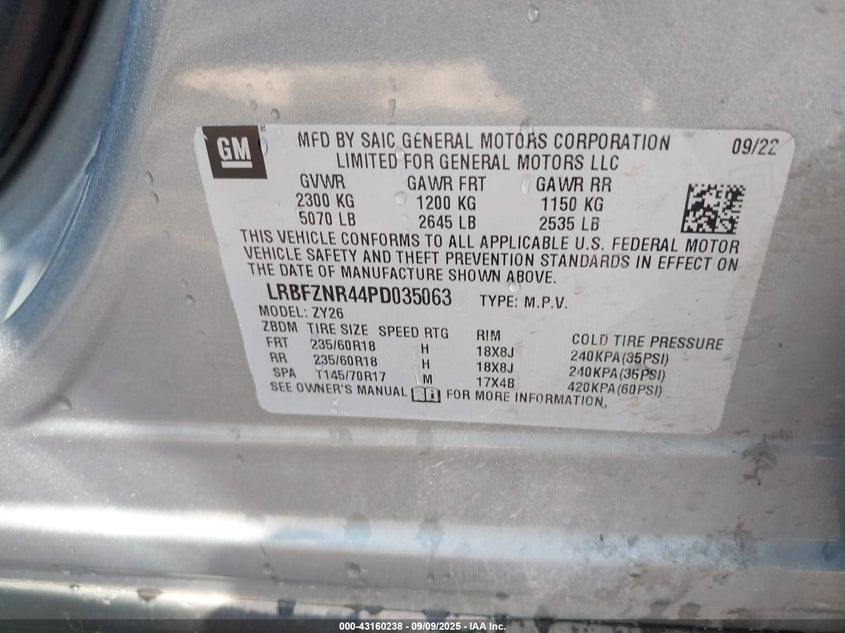 GM
MFD BY SAIC GENERAL MOTORS CORPORATION
LIMITED FOR GENERAL MOTORS LLC
09/22
GVWR GAWR FRT GAWR RR
2300 KG 1200 KG 1150 KG
5070 LB 2645 LB 2535 LB
THIS VEHICLE CONFORMS TO ALL APPLICABLE U.S. FEDERAL MOTOR
VEHICLE SAFETY AND THEFT PREVENTION STANDARDS IN EFFECT ON
THE DATE OF MANUFACTURE SHOWN ABOVE.
LRBFZNR44PD035063 TYPE: M.P.V.
MODEL: ZY26
ZBDM TIRE SIZE SPEED RTG RIM COLD TIRE PRESSURE
FRT 235/60R18 H 18X8J 240KPA(35PSI)
RR 235/60R18 H 18X8J 240KPA(35PSI)
SPA T145/70R17 M 17X4B 420KPA(60PSI)
SEE OWNER'S MANUAL FOR MORE INFORMATION.
000-43160238 - 09/09/2025 - IAA Inc.